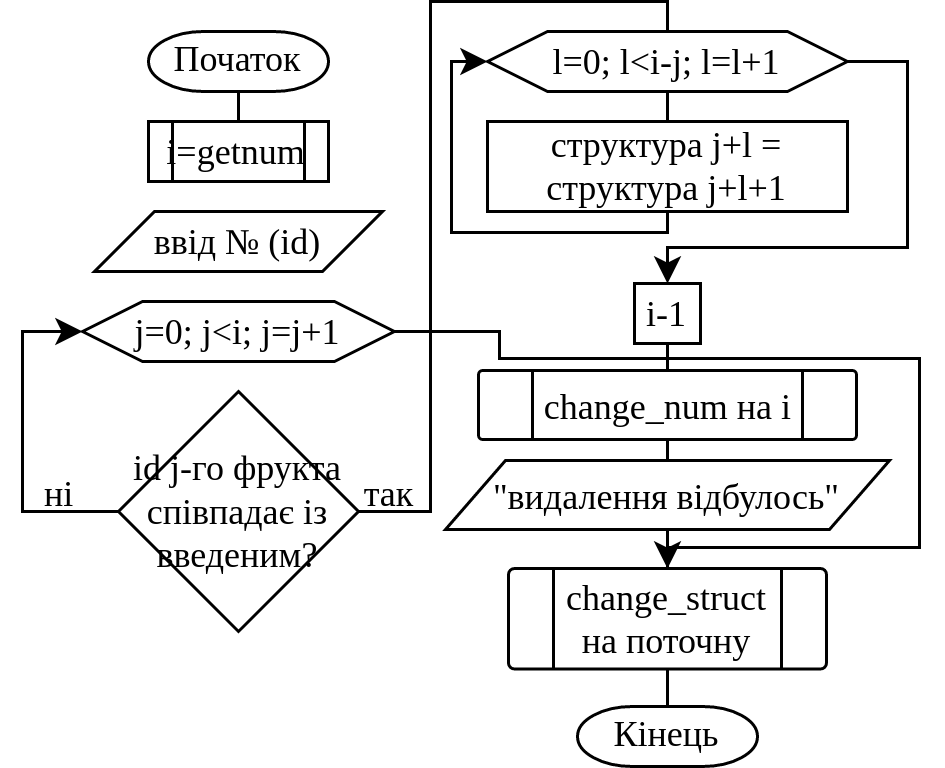 Початок
i=getnum
ввід № (id)
j=0; j<i; j=j+1
id j-го фрукта
співпадає із
введеним?
ні
так
l=0; l<i-j; l=l+1
структура j+l =
структура j+l+1
i-1
change_num на i
"видалення відбулось"
change_struct
на поточну
Кінець